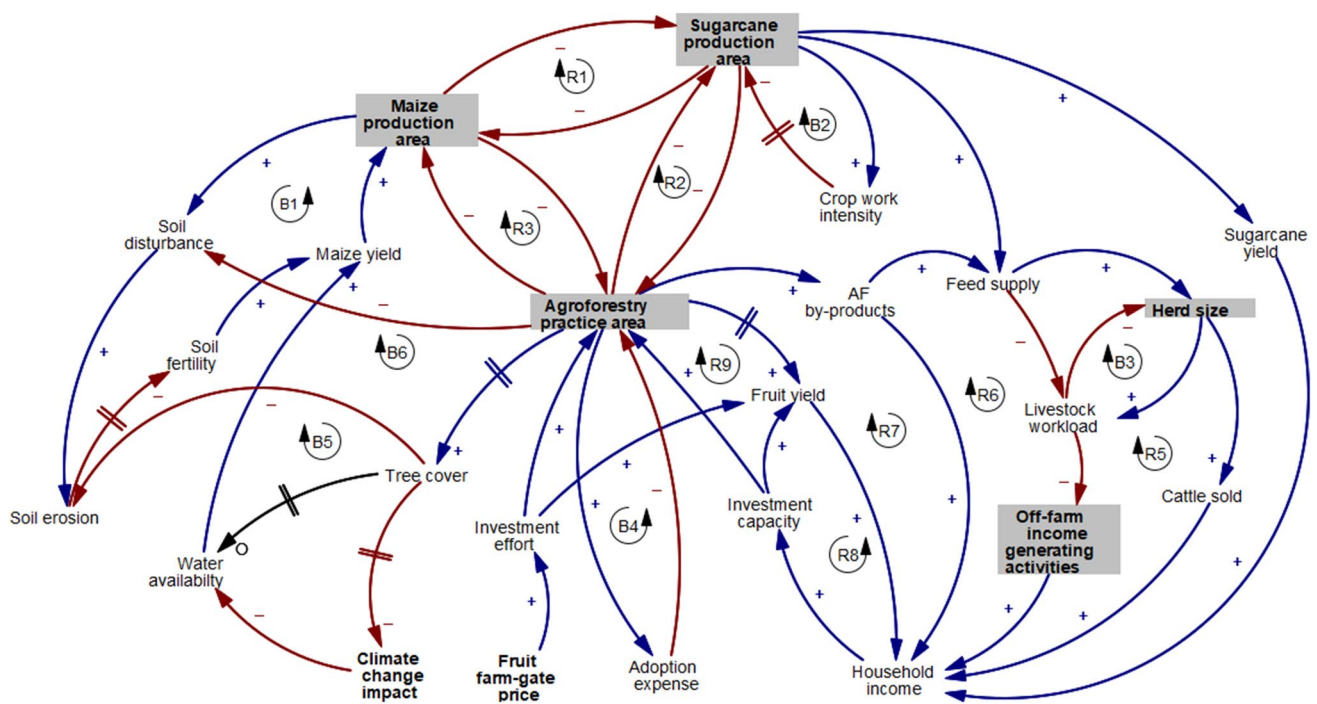 Sugarcane
production
area
R1
Maize
production
area
B2
Crop work
intensity
R2
B1
R3
Soil
disturbance
Maize yield
Sugarcane
yield
Feed supply
AF
by-products
Herd size
Agroforestry
practice area
Soil
fertility
B6
R9
B3
Fruit yield
R6
Livestock
workload
R7
R5
B5
Tree cover
Cattle sold
Soil erosion
Investment
effort
Investment
capacity
B4
R8
Off-farm
income
generating
activities
O
Water
availabilty
Climate
change
impact
Fruit
farm-gate
price
Adoption
expense
Household
income